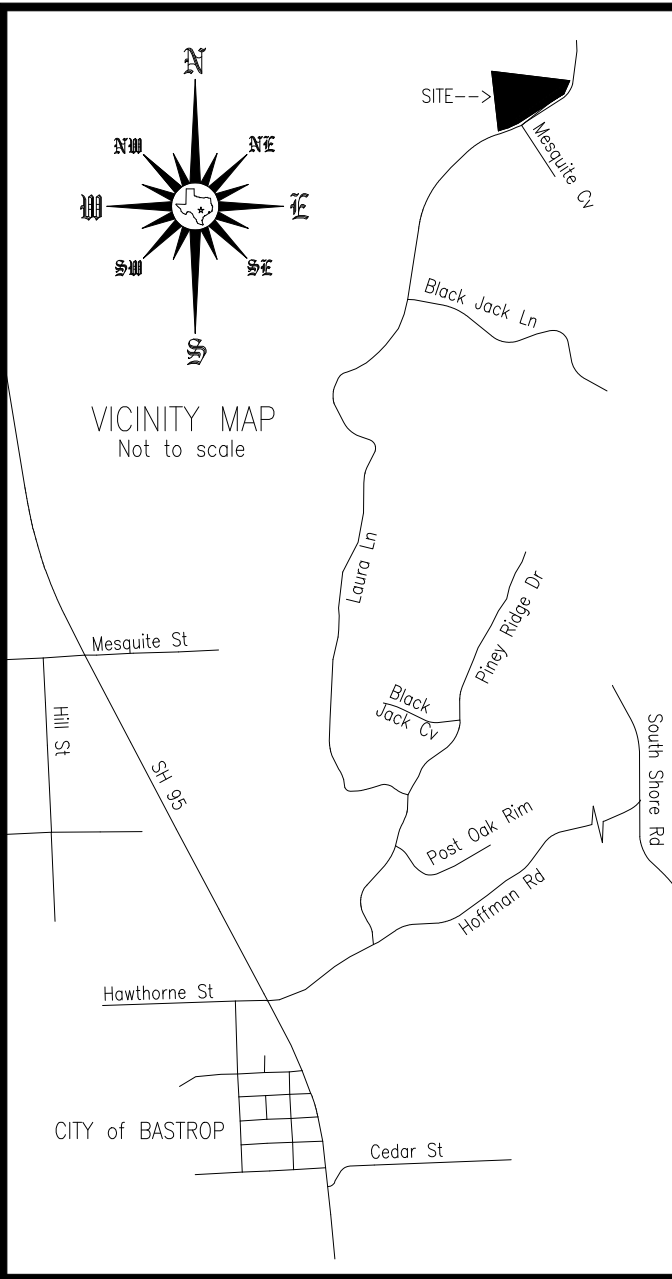 N
NW
NE
W
E
SW
SE
S
SITE-->
Mesquite Cv
Black Jack Ln
VICINITY MAP
Not to scale
Laura Ln
Piney Ridge Dr
Mesquite St
Black
Jack Cv
Hill St
SH 95
South Shore Rd
Post Oak Rim
Hoffman Rd
Hawthorne St
CITY of BASTROP
Cedar St